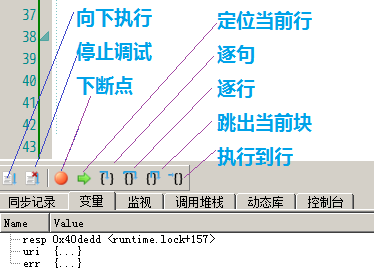 37
38
39
40
41
42
43
向下执行
停止调试
下断点
定位当前行
逐句
逐行
跳出当前块
执行到行
同步记录 变量 监视 调用堆栈 动态库 控制台
Name Value
resp 0x40dedd <runtime.lock+157>
uri {...}
err {...}